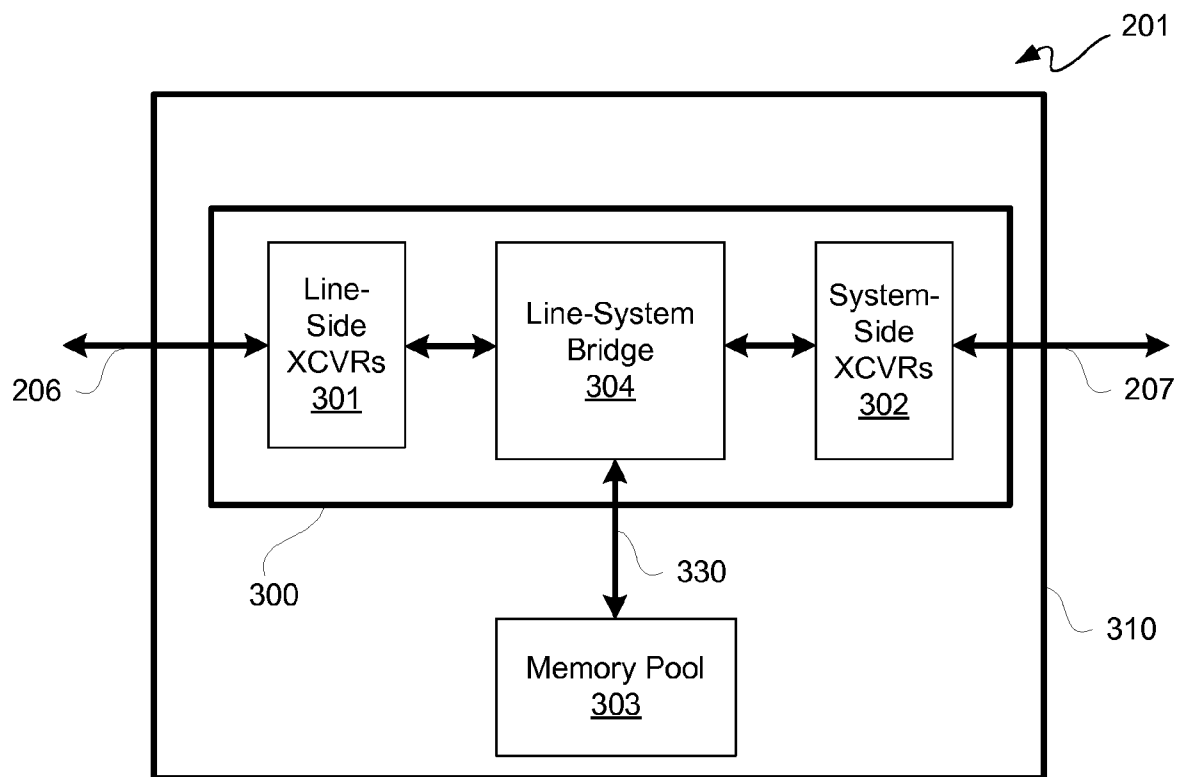 201
Line-
Side
XCVRs
301
Line-System
Bridge
304
System-
Side
XCVRs
302
206
207
300
330
310
Memory Pool
303